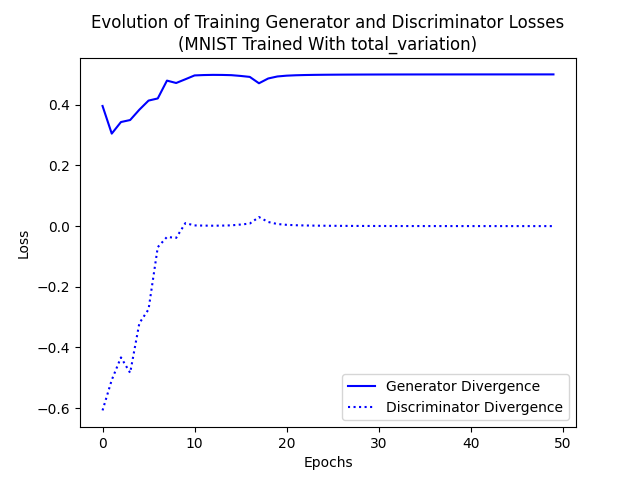 Evolution of Training Generator and Discriminator Losses
(MNIST Trained With total_variation)
Loss
0.4
0.2
0.0
−0.2
−0.4
−0.6
Generator Divergence
Discriminator Divergence
0 10 20 30 40 50
Epochs